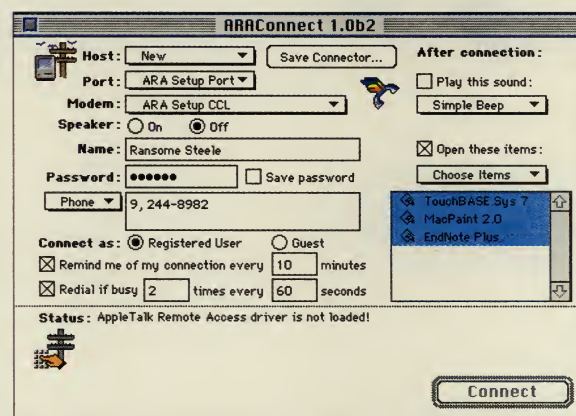 ARAConnect 1.0b2
Host: New Save Connector...
Port: ARA Setup Port
Modem: ARA Setup CCL
Speaker: On Off
Name: Ransome Steele
Password: ●●●●●● Save password
Phone 9, 244-8982
Connect as: Registered User Guest
Remind me of my connection every 10 minutes
Redial if busy 2 times every 60 seconds
After connection:
Play this sound:
Simple Beep
Open these items:
Choose Items
TouchBASE Sys 7
MacPaint 2.0
EndNote Plus
Status: AppleTalk Remote Access driver is not loaded!
Connect